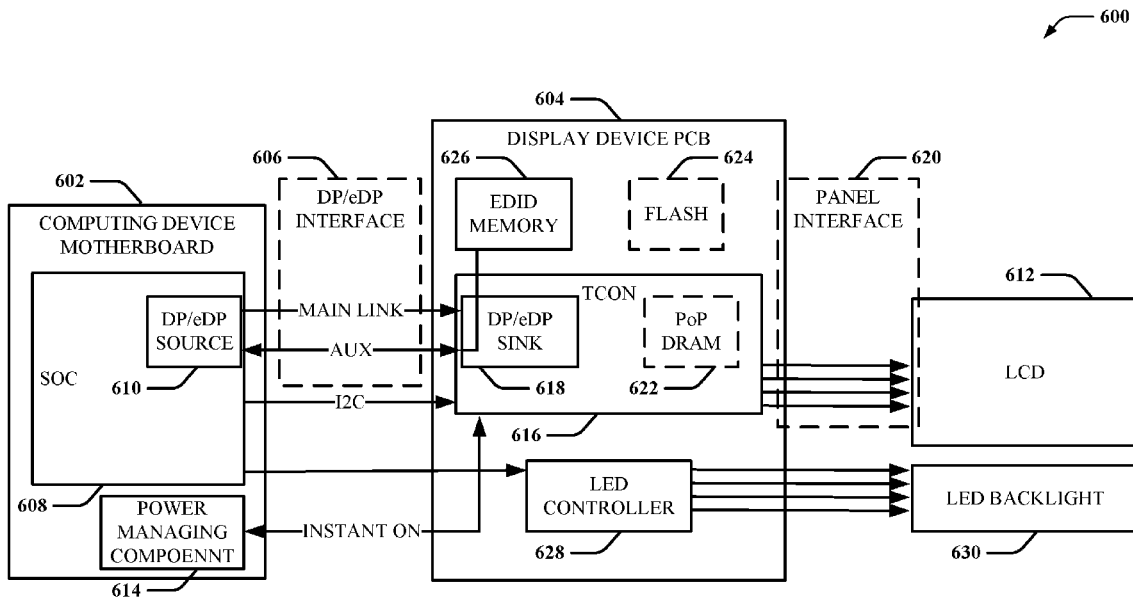 600
604
DISPLAY DEVICE PCB
606
626
624
620
602
DP/eDP
INTERFACE
EDID
MEMORY
FLASH
PANEL
INTERFACE
COMPUTING DEVICE
MOTHERBOARD
612
TCON
DP/eDP
SOURCE
MAIN LINK
DP/eDP
SINK
PoP
DRAM
AUX
SOC
610
618
622
LCD
I2C
616
608
LED
CONTROLLER
LED BACKLIGHT
POWER
MANAGING
COMPOENNT
INSTANT ON
628
630
614